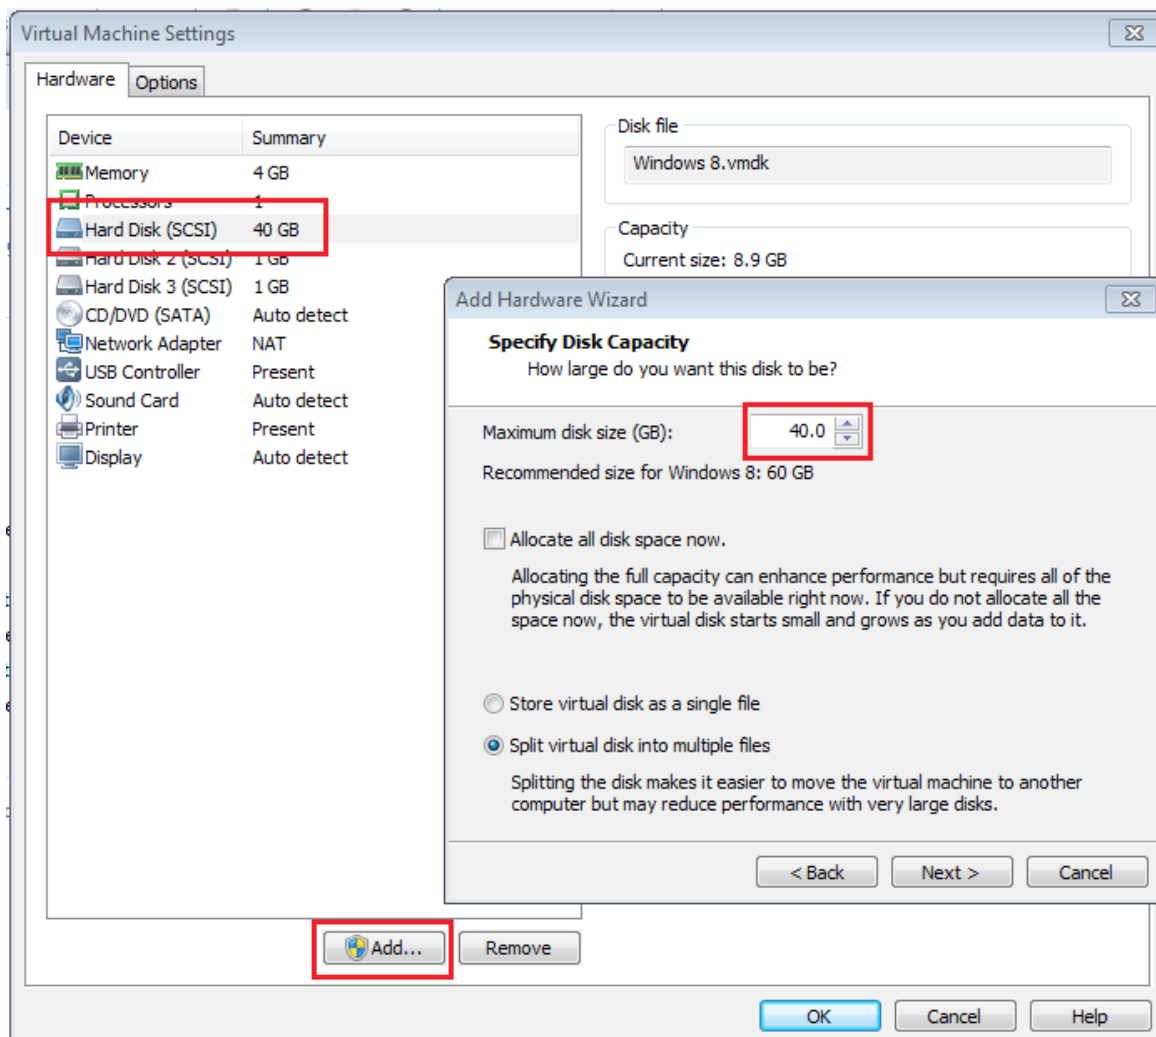 Virtual Machine Settings
Hardware Options
Device Summary
Memory 4 GB
Processors 1
Hard Disk (SCSI) 40 GB
Hard Disk 2 (SCSI) 1 GB
Hard Disk 3 (SCSI) 1 GB
CD/DVD (SATA) Auto detect
Network Adapter NAT
USB Controller Present
Sound Card Auto detect
Printer Present
Display Auto detect
Add... Remove
Disk file
Windows 8.vmdk
Capacity
Current size: 8.9 GB
Add Hardware Wizard
Specify Disk Capacity
How large do you want this disk to be?
Maximum disk size (GB): 40.0
Recommended size for Windows 8: 60 GB
Allocate all disk space now.
Allocating the full capacity can enhance performance but requires all of the
physical disk space to be available right now. If you do not allocate all the
space now, the virtual disk starts small and grows as you add data to it.
Store virtual disk as a single file
Split virtual disk into multiple files
Splitting the disk makes it easier to move the virtual machine to another
computer but may reduce performance with very large disks.
< Back Next > Cancel
OK Cancel Help